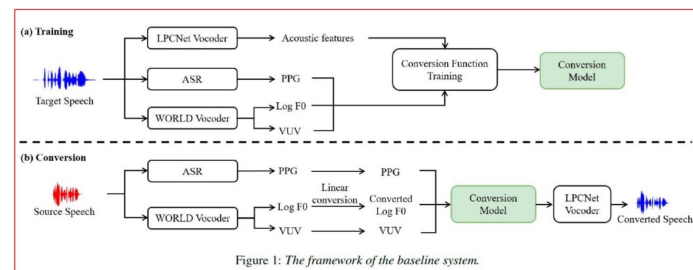 (a) Training
LPCNet Vocoder
Acoustic features
Target Speech
ASR
PPG
WORLD Vocoder
Log F0
VUV
Conversion Function
Training
Conversion
Model
(b) Conversion
Source Speech
ASR
PPG
PPG
WORLD Vocoder
Log F0
Linear
conversion
Converted
Log F0
VUV
VUV
Conversion
Model
LPCNet
Vocoder
Converted Speech
Figure 1: The framework of the baseline system.